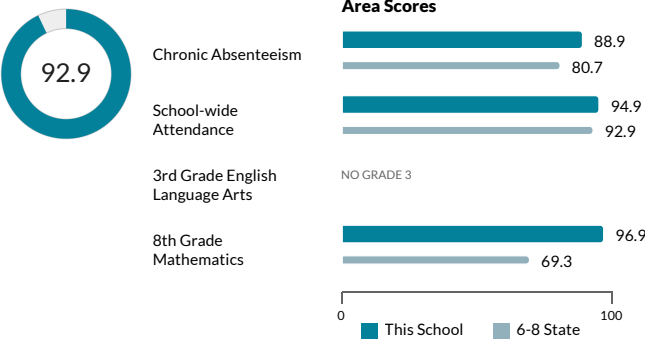 Area Scores
92.9
Chronic Absenteeism
88.9
80.7
School-wide
Attendance
94.9
92.9
3rd Grade English
Language Arts
NO GRADE 3
8th Grade
Mathematics
96.9
69.3
0
100
This School
6-8 State